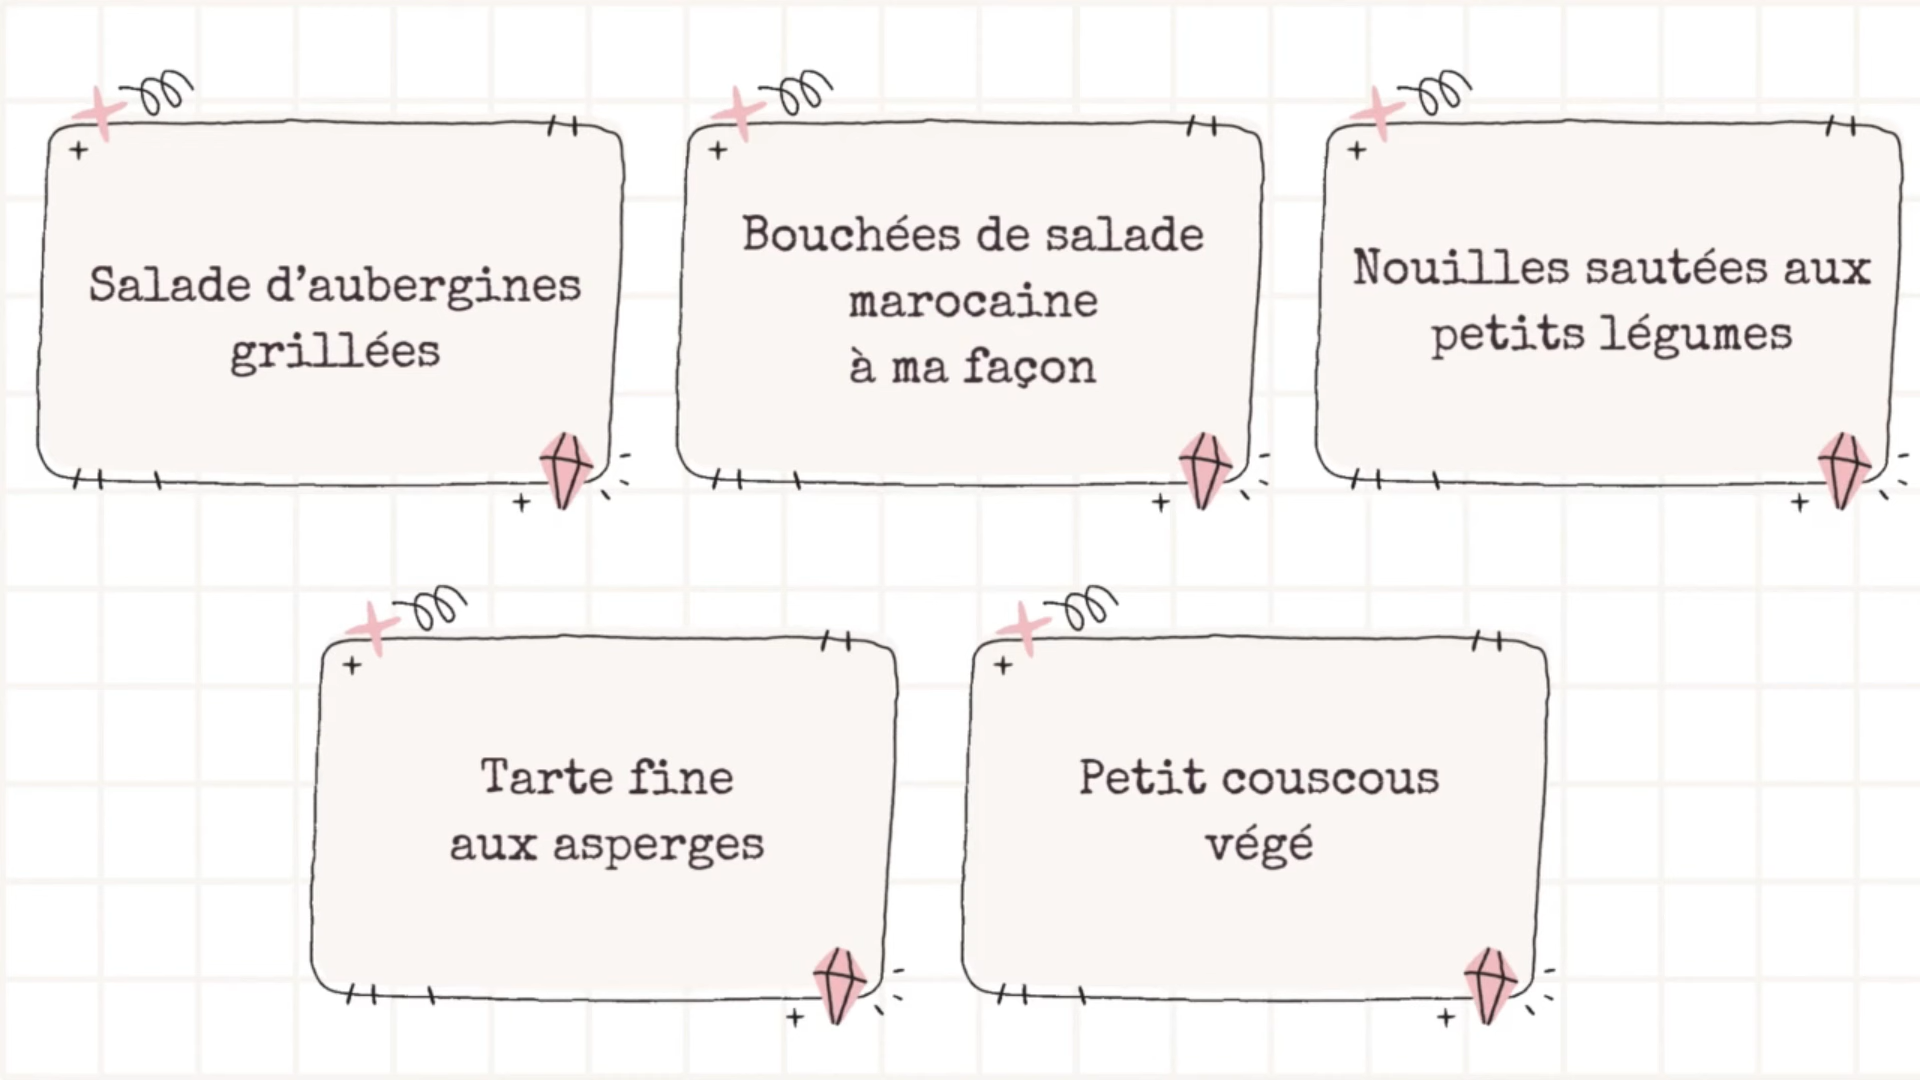 Salade d’aubergines
grillées
Bouchées de salade
marocaine
à ma façon
Nouilles sautées aux
petits légumes
Tarte fine
aux asperges
Petit couscous
végé